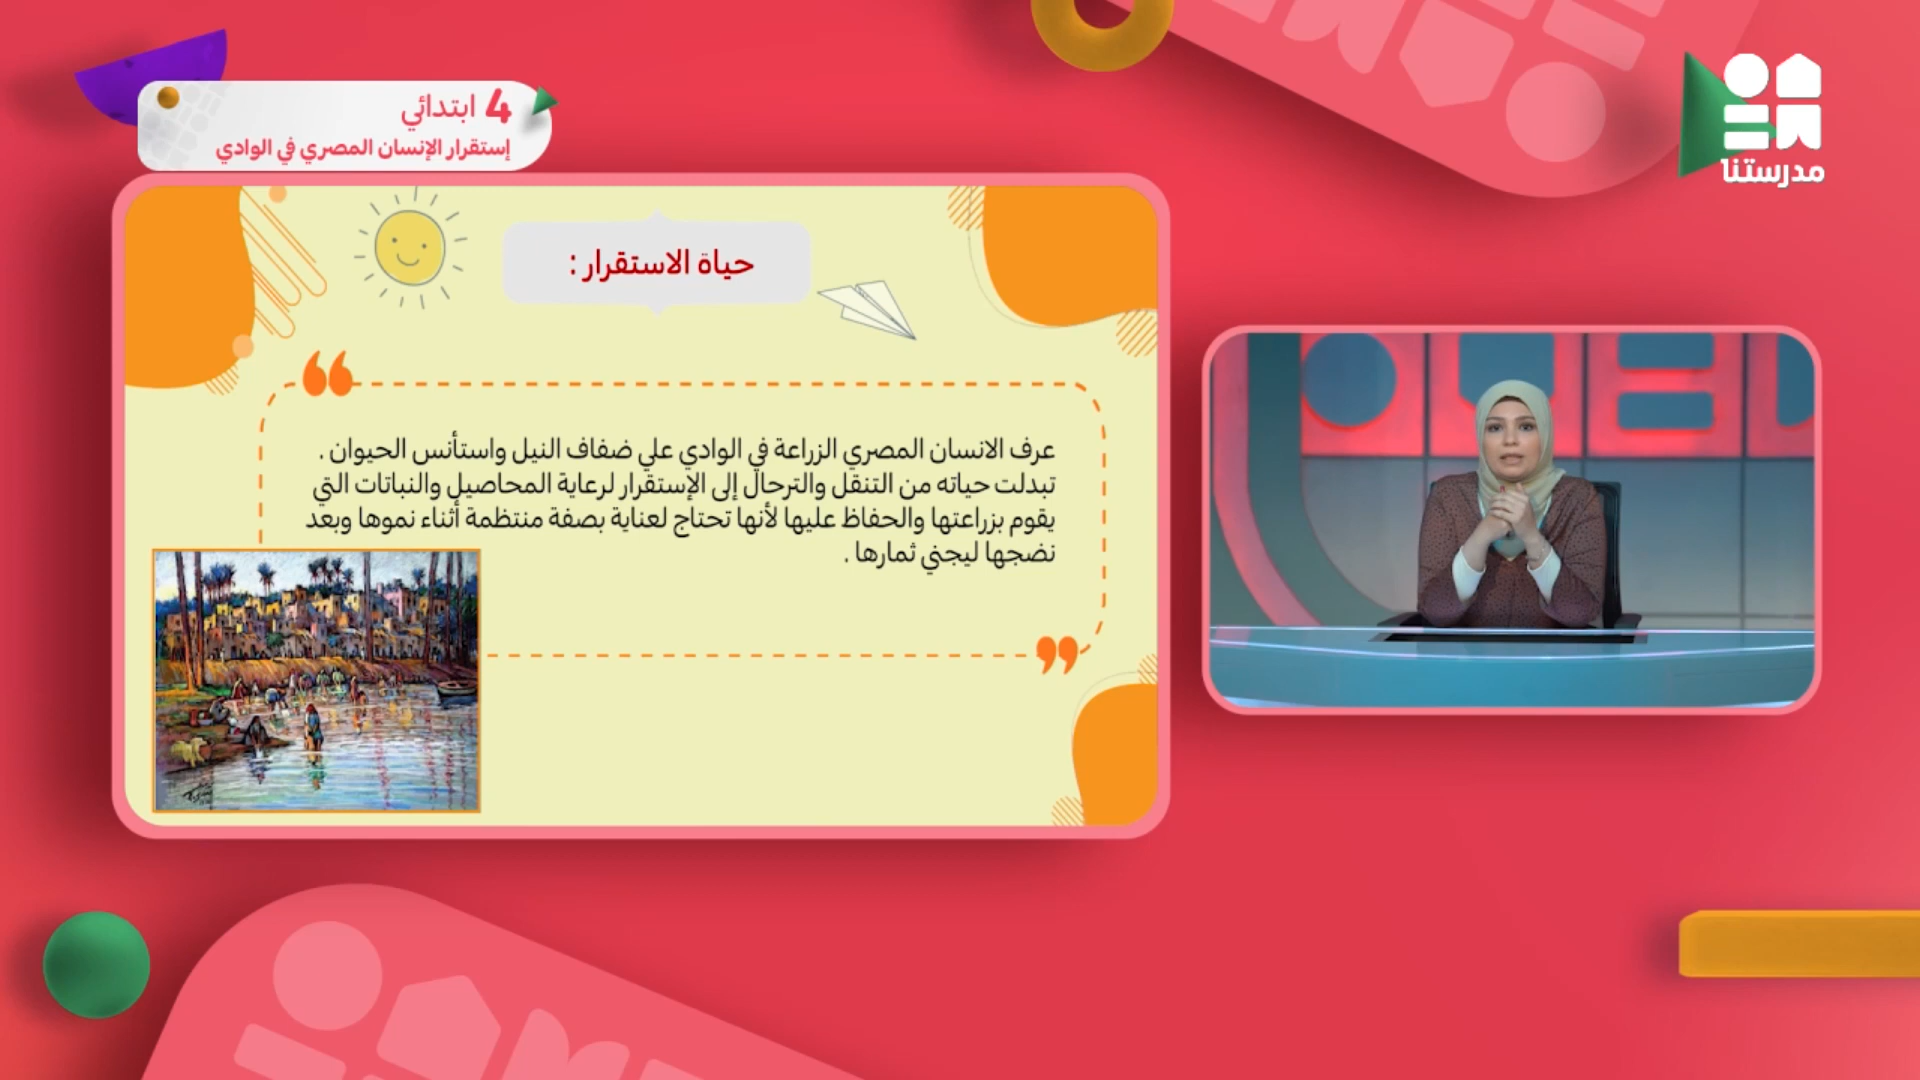 4 ابتدائي
إستقرار الإنسان المصري في الوادي
مدرستنا
حياة الاستقرار :
عرف الانسان المصري الزراعة في الوادي علي ضفاف النيل واستأنس الحيوان .
تبدلت حياته من التنقل والترحال إلى الإستقرار لرعاية المحاصيل والنباتات التي
يقوم بزراعتها والحفاظ عليها لأنها تحتاج لعناية بصفة منتظمة أثناء نموها وبعد
نضجها ليجني ثمارها .